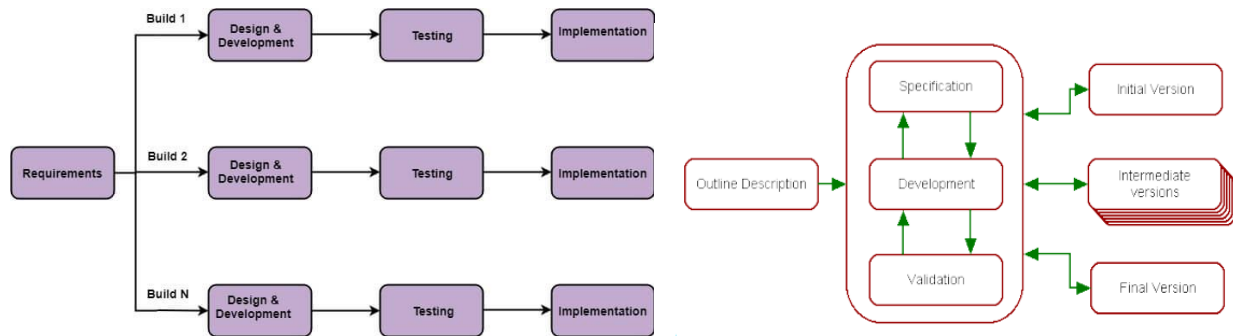 Build 1
Design &
Development
Testing
Implementation
Requirements
Build 2
Design &
Development
Testing
Implementation
Build N
Design &
Development
Testing
Implementation
Outline Description
Specification
Development
Validation
Initial Version
Intermediate
versions
Final Version